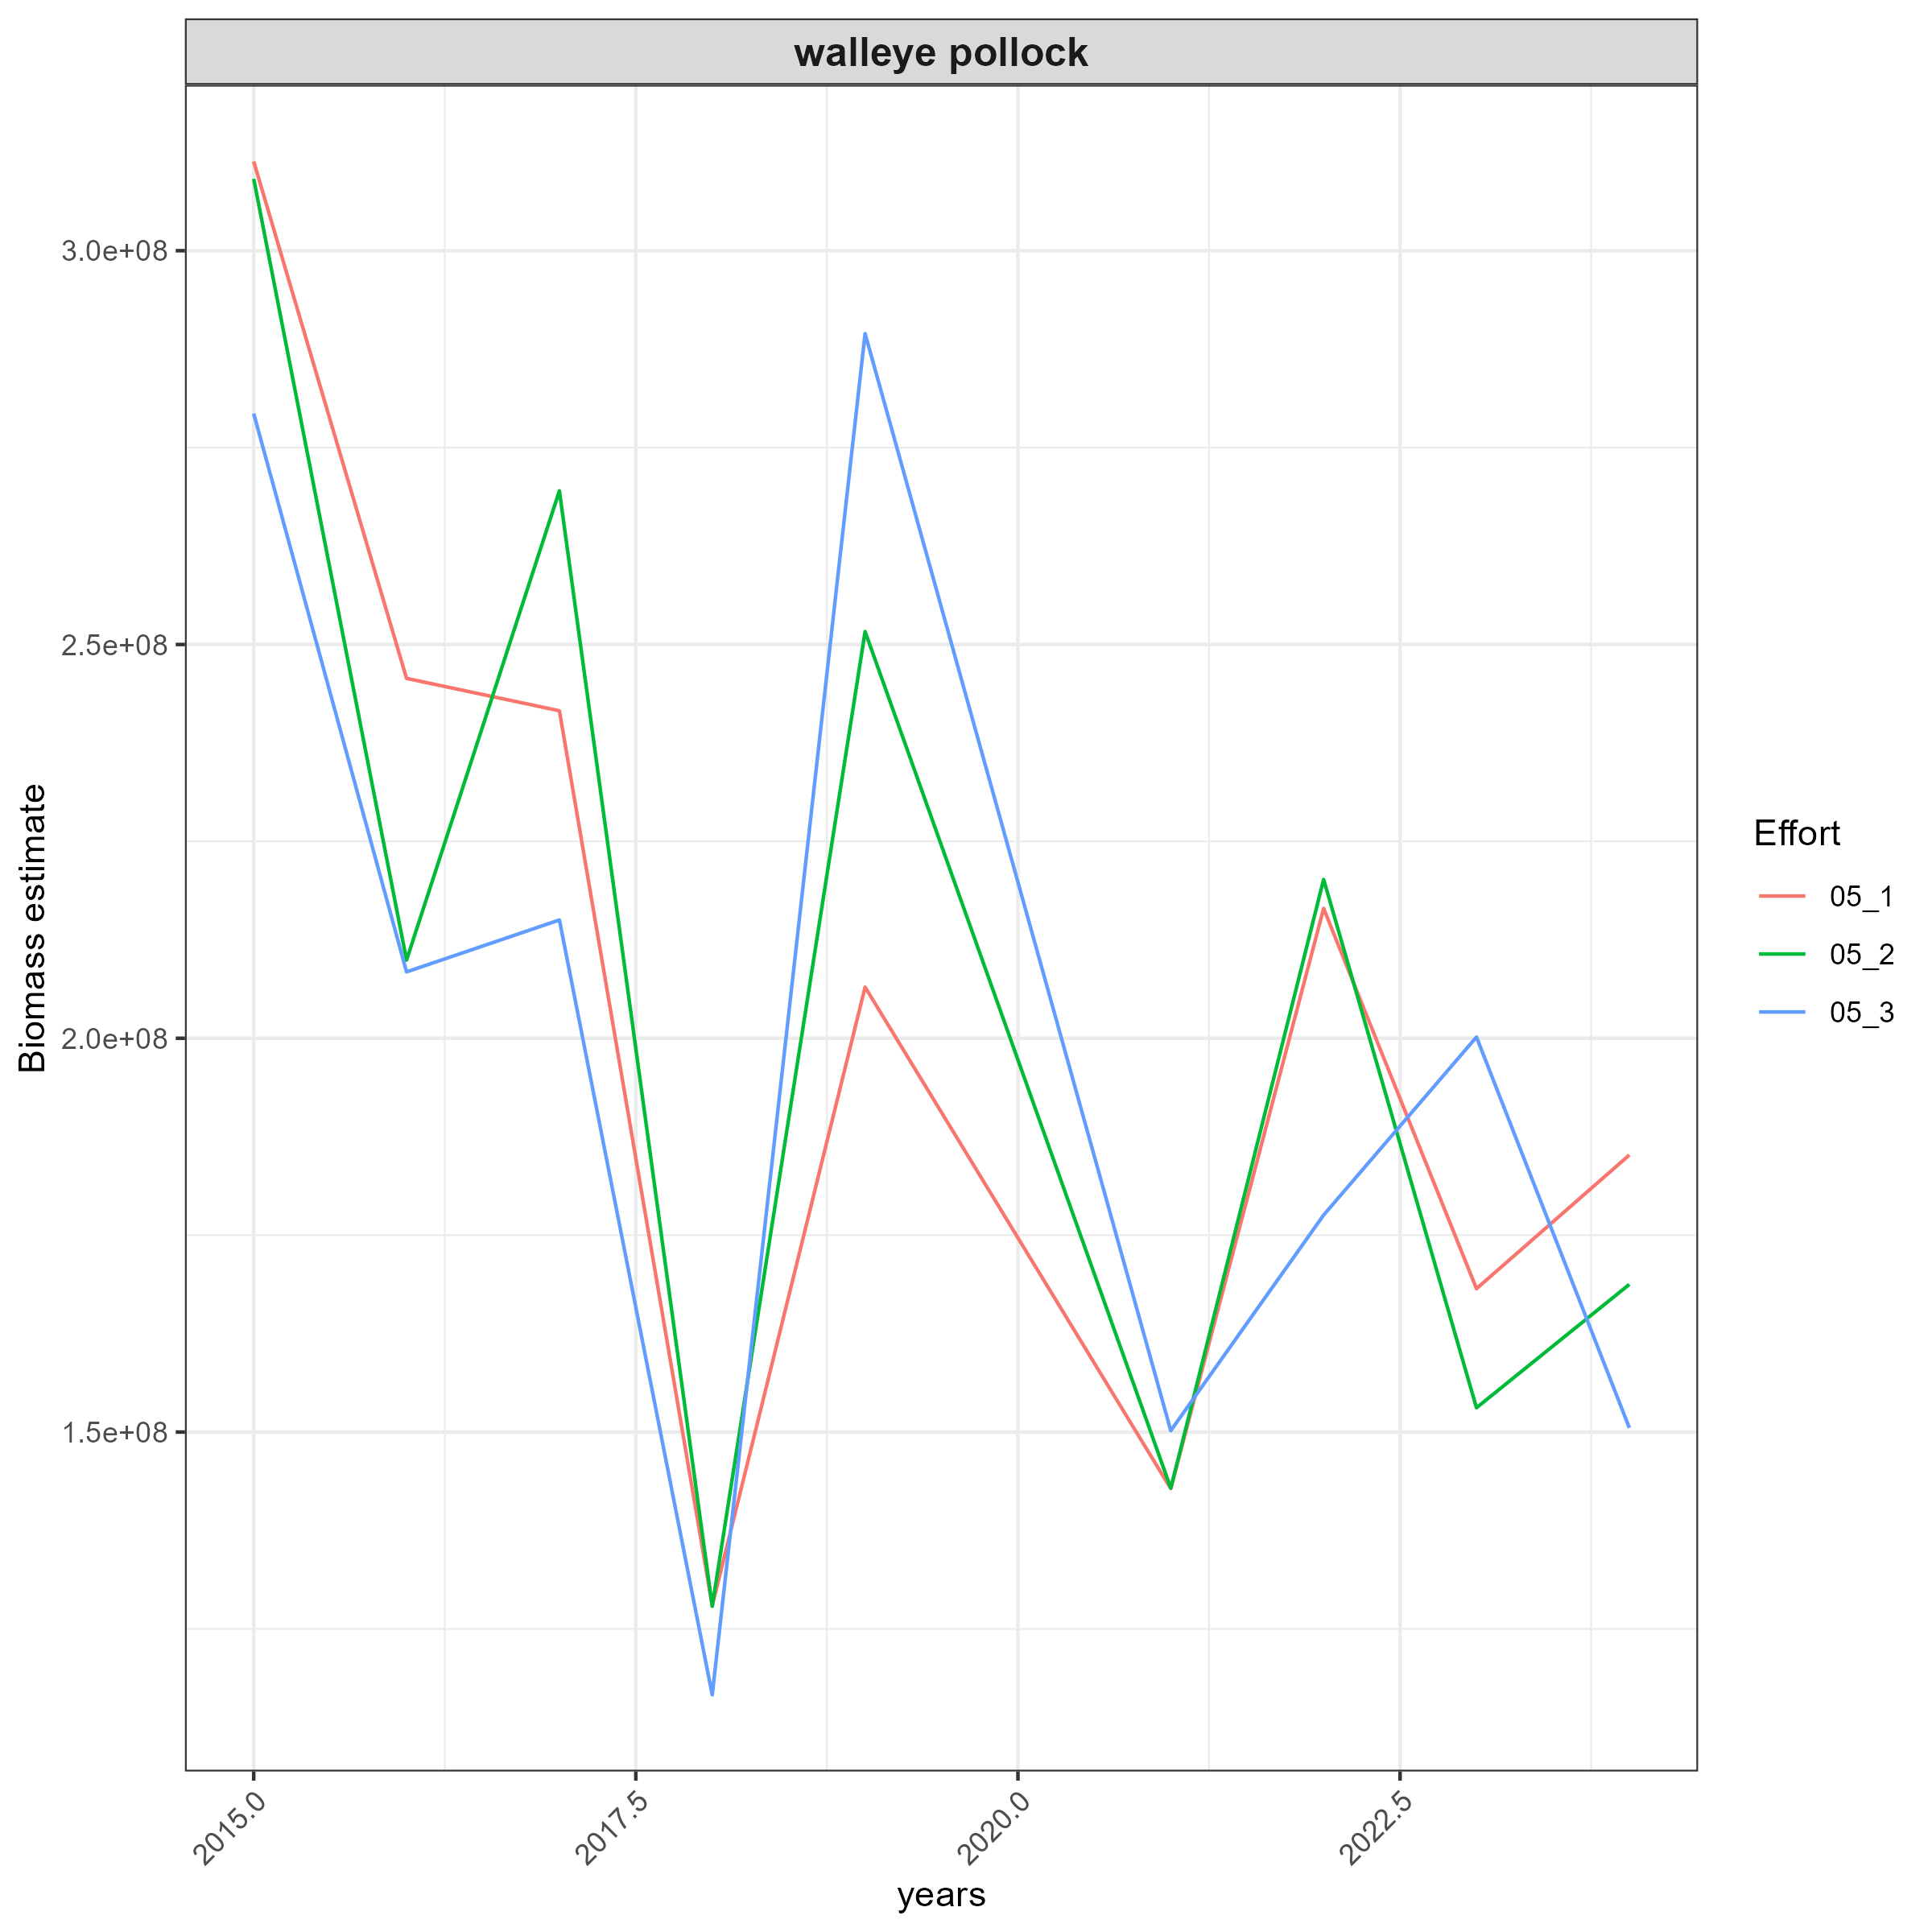 walleye pollock
3.0e+08
2.5e+08
2.0e+08
1.5e+08
Biomass estimate
2015.0
2017.5
2020.0
2022.5
years
Effort
05_1
05_2
05_3